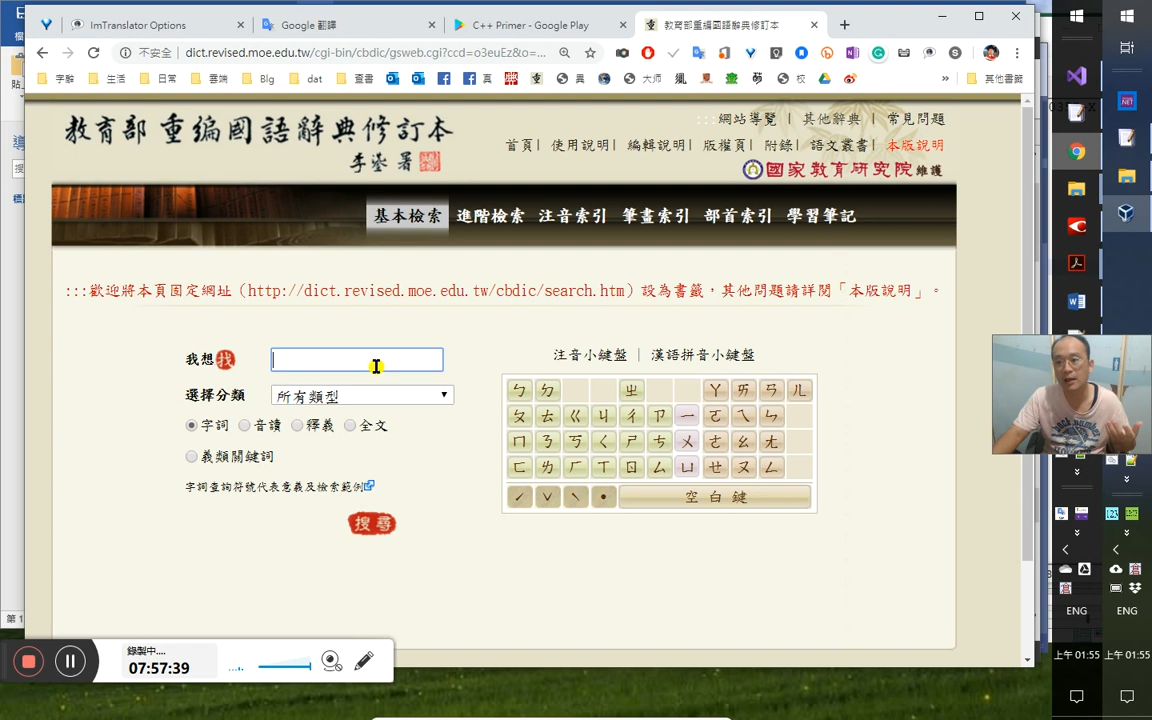 ImTranslator Options
Google 翻譯
C++ Primer - Google Play
教育部重編國語辭典修訂本
不安全
dict.revised.moe.edu.tw/cgi-bin/cbdic/gsweb.cgi?ccd=o3euEz&o=...
字辭 生活 日常 雲端 Blg dat 查書 真 異 大师 校 » 其他書籤
教育部 重編國語辭典修訂本
李鍌署
:::網站導覽 | 其他辭典 | 常見問題
首頁| 使用說明| 編輯說明| 版權頁| 附錄| 語文叢書| 本版說明
國家教育研究院維護
基本檢索 進階檢索 注音索引 筆畫索引 部首索引 學習筆記
:::歡迎將本頁固定網址（http://dict.revised.moe.edu.tw/cbdic/search.htm）設為書籤，其他問題請詳閱「本版說明」。
我想找
注音小鍵盤 | 漢語拼音小鍵盤
選擇分類 所有類型
字詞 音讀 釋義 全文
義類關鍵詞
字詞查詢符號代表意義及檢索範例
搜尋
ㄅ ㄉ ㄓ ㄚ ㄞ ㄢ ㄦ
ㄆ ㄊ ㄍ ㄐ ㄔ ㄗ ㄧ ㄛ ㄟ ㄣ
ㄇ ㄋ ㄎ ㄑ ㄕ ㄘ ㄨ ㄜ ㄠ ㄤ
ㄈ ㄌ ㄏ ㄒ ㄖ ㄙ ㄩ ㄝ ㄡ ㄥ
ˊ ˇ ˋ ˙ 空白鍵
錄製中....
07:57:39
第 1
ENG ENG
上午 01:55 上午 01:55